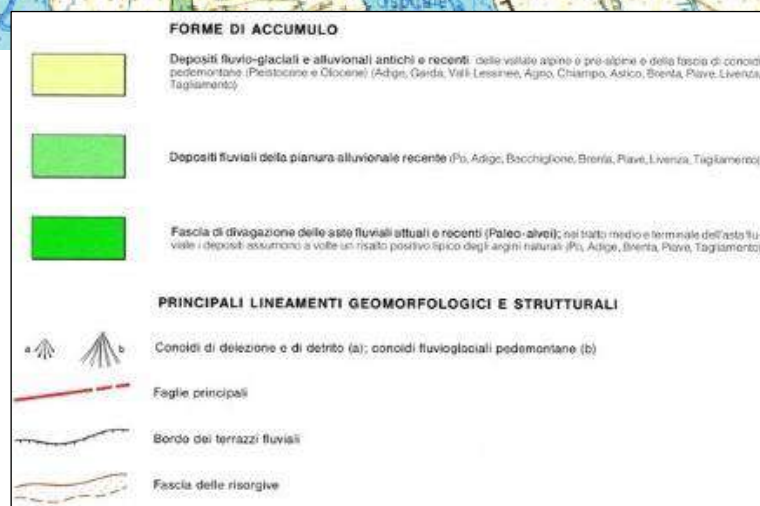 FORME DI ACCUMULO
Depositi fluvio-glaciali e alluvionali antichi e recenti delle vallate alpine e pre-alpine e della fascia di conoidi
pedemontane (Pleistocene e Olocene) (Adige, Garda, Valli Lessinee, Agno, Chiampo, Astico, Brenta, Piave, Livenza,
Tagliamento)
Depositi fluviali della pianura alluvionale recente (Po, Adige, Bacchiglione, Brenta, Piave, Livenza, Tagliamento)
Fascia di divagazione delle aste fluviali attuali e recenti (Paleo-alvei); nel tratto medio e terminale dell'asta flu-
viale i depositi assumono a volte un risalto positivo tipico degli argini naturali (Po, Adige, Brenta, Piave, Tagliamento)
PRINCIPALI LINEAMENTI GEOMORFOLOGICI E STRUTTURALI
a b Conoidi di deiezione e di detrito (a); conoidi fluvioglaciali pedemontane (b)
Faglie principali
Bordo dei terrazzi fluviali
Fascia delle risorgive